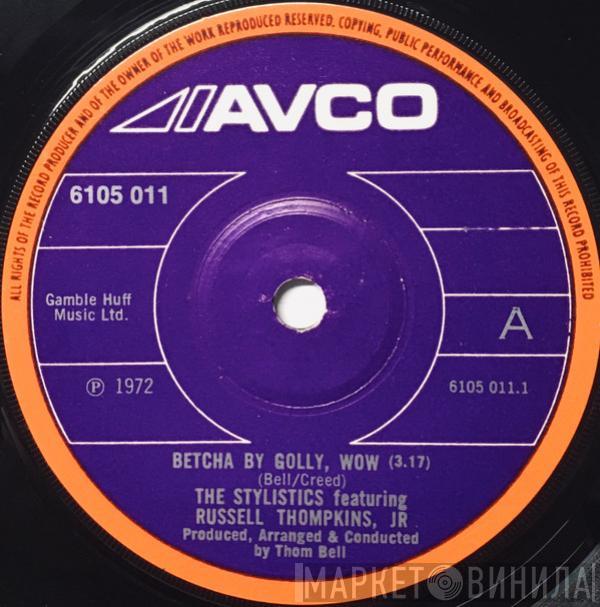 ALL RIGHTS OF THE RECORD PRODUCER AND OF THE OWNER OF THE WORK REPRODUCED RESERVED. COPYING, PUBLIC PERFORMANCE AND BROADCASTING OF THIS RECORD PROHIBITED
AVCO
6105 011
Gamble Huff
Music Ltd.
A
℗ 1972
6105 011.1
BETCHA BY GOLLY, WOW (3.17)
(Bell/Creed)
THE STYLISTICS featuring
RUSSELL THOMPKINS, JR
Produced, Arranged & Conducted
by Thom Bell
МАРКЕТ ВИНИЛА